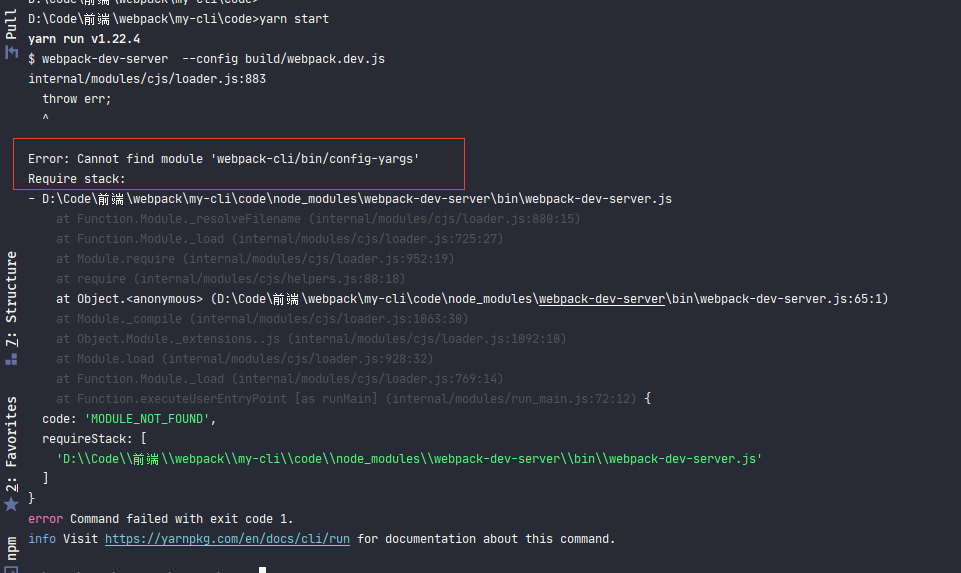 D:\Code\前端\webpack\my-cli\code>
D:\Code\前端\webpack\my-cli\code>yarn start
yarn run v1.22.4
$ webpack-dev-server  --config build/webpack.dev.js
internal/modules/cjs/loader.js:883
  throw err;
  ^
Error: Cannot find module 'webpack-cli/bin/config-yargs'
Require stack:
- D:\Code\前端\webpack\my-cli\code\node_modules\webpack-dev-server\bin\webpack-dev-server.js
    at Function.Module._resolveFilename (internal/modules/cjs/loader.js:880:15)
    at Function.Module._load (internal/modules/cjs/loader.js:725:27)
    at Module.require (internal/modules/cjs/loader.js:952:19)
    at require (internal/modules/cjs/helpers.js:88:18)
    at Object.<anonymous> (D:\Code\前端\webpack\my-cli\code\node_modules\webpack-dev-server\bin\webpack-dev-server.js:65:1)
    at Module._compile (internal/modules/cjs/loader.js:1063:30)
    at Object.Module._extensions..js (internal/modules/cjs/loader.js:1092:10)
    at Module.load (internal/modules/cjs/loader.js:928:32)
    at Function.Module._load (internal/modules/cjs/loader.js:769:14)
    at Function.executeUserEntryPoint [as runMain] (internal/modules/run_main.js:72:12) {
  code: 'MODULE_NOT_FOUND',
  requireStack: [
    'D:\\Code\\前端\\webpack\\my-cli\\code\\node_modules\\webpack-dev-server\\bin\\webpack-dev-server.js'
  ]
}
error Command failed with exit code 1.
info Visit https://yarnpkg.com/en/docs/cli/run for documentation about this command.
Pull
7: Structure
2: Favorites
npm